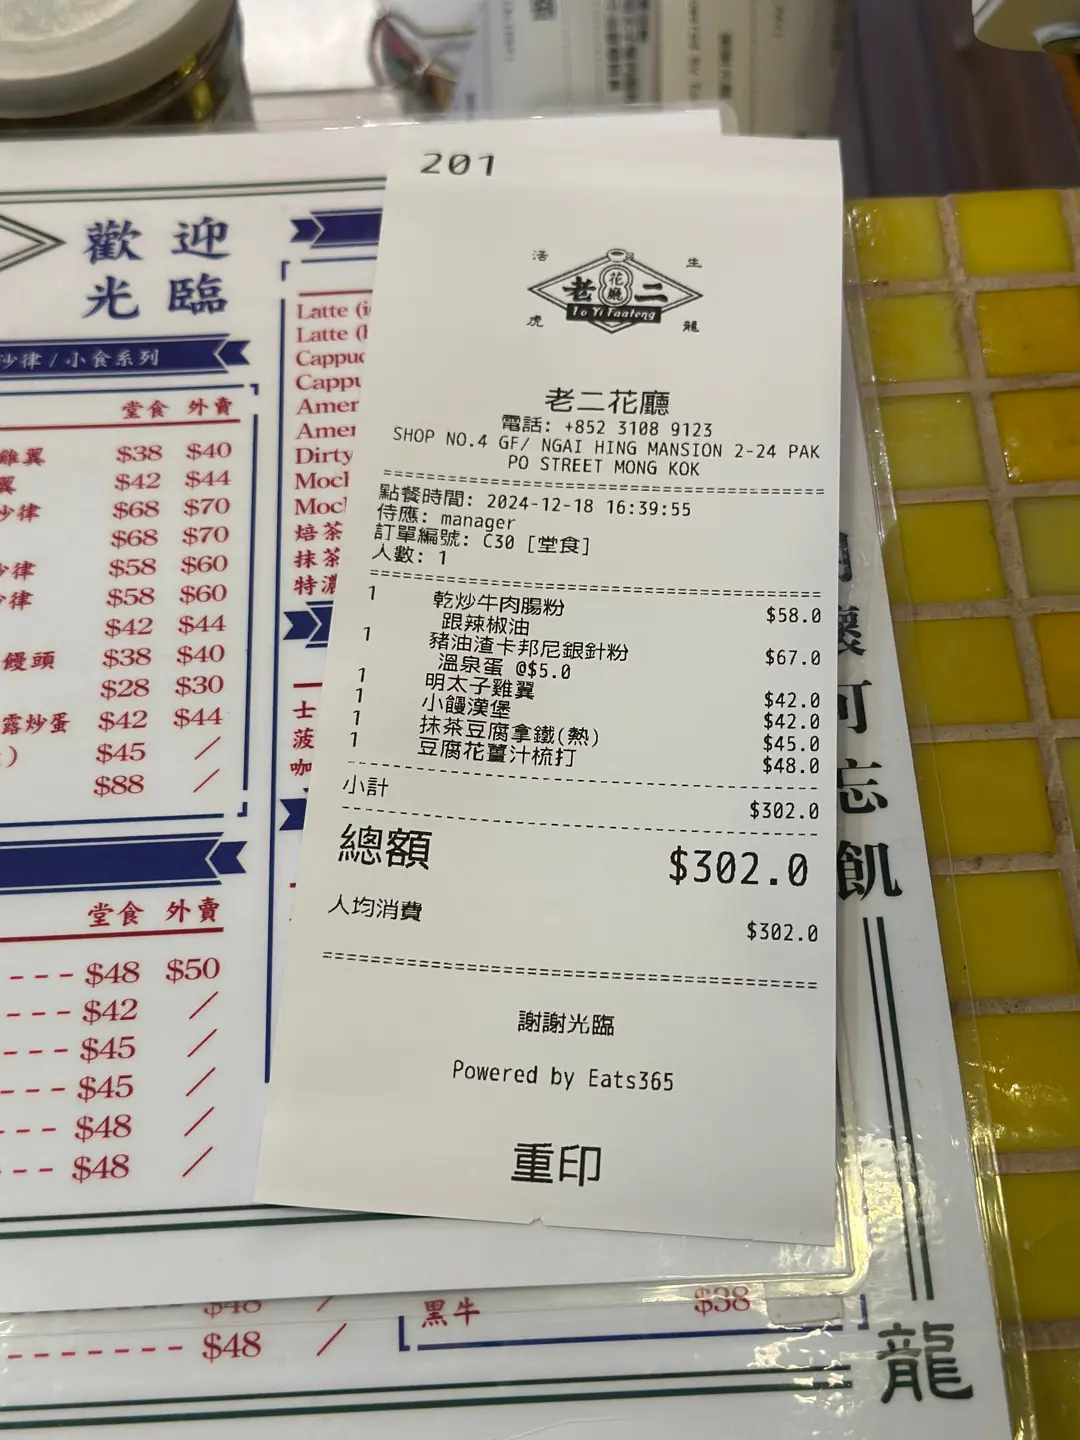 歡迎
光臨
沙律 / 小食系列
堂食 外賣
雞翼 $38 $40
翼 $42 $44
沙律 $68 $70
$68 $70
沙律 $58 $60
沙律 $58 $60
$42 $44
饅頭 $38 $40
$28 $30
露炒蛋 $42 $44
) $45 /
$88 /
堂食 外賣
--- $48 $50
--- $42 /
--- $45 /
--- $45 /
--- $48 /
--- $48 /
Latte (i
Latte (
Cappuc
Cappu
Amer
Amer
Dirty
Moch
Moc
焙茶
抹茶
特濃
士
菠
咖
201
活 生
老二 花廳
Lo Yi Faateng
虎 龍
老二花廳
電話: +852 3108 9123
SHOP NO.4 GF/ NGAI HING MANSION 2-24 PAK
PO STREET MONG KOK
點餐時間: 2024-12-18 16:39:55
侍應: manager
訂單編號: C30 [堂食]
人數: 1
1 乾炒牛肉腸粉 $58.0
跟辣椒油
1 豬油渣卡邦尼銀針粉 $67.0
溫泉蛋 @$5.0
1 明太子雞翼 $42.0
1 小饅漢堡 $42.0
1 抹茶豆腐拿鐵(熱) $45.0
1 豆腐花薑汁梳打 $48.0
小計 $302.0
總額 $302.0
人均消費 $302.0
謝謝光臨
Powered by Eats365
重印
可
忘
飢
$48 /
黑牛 $38
------- $48 /
龍